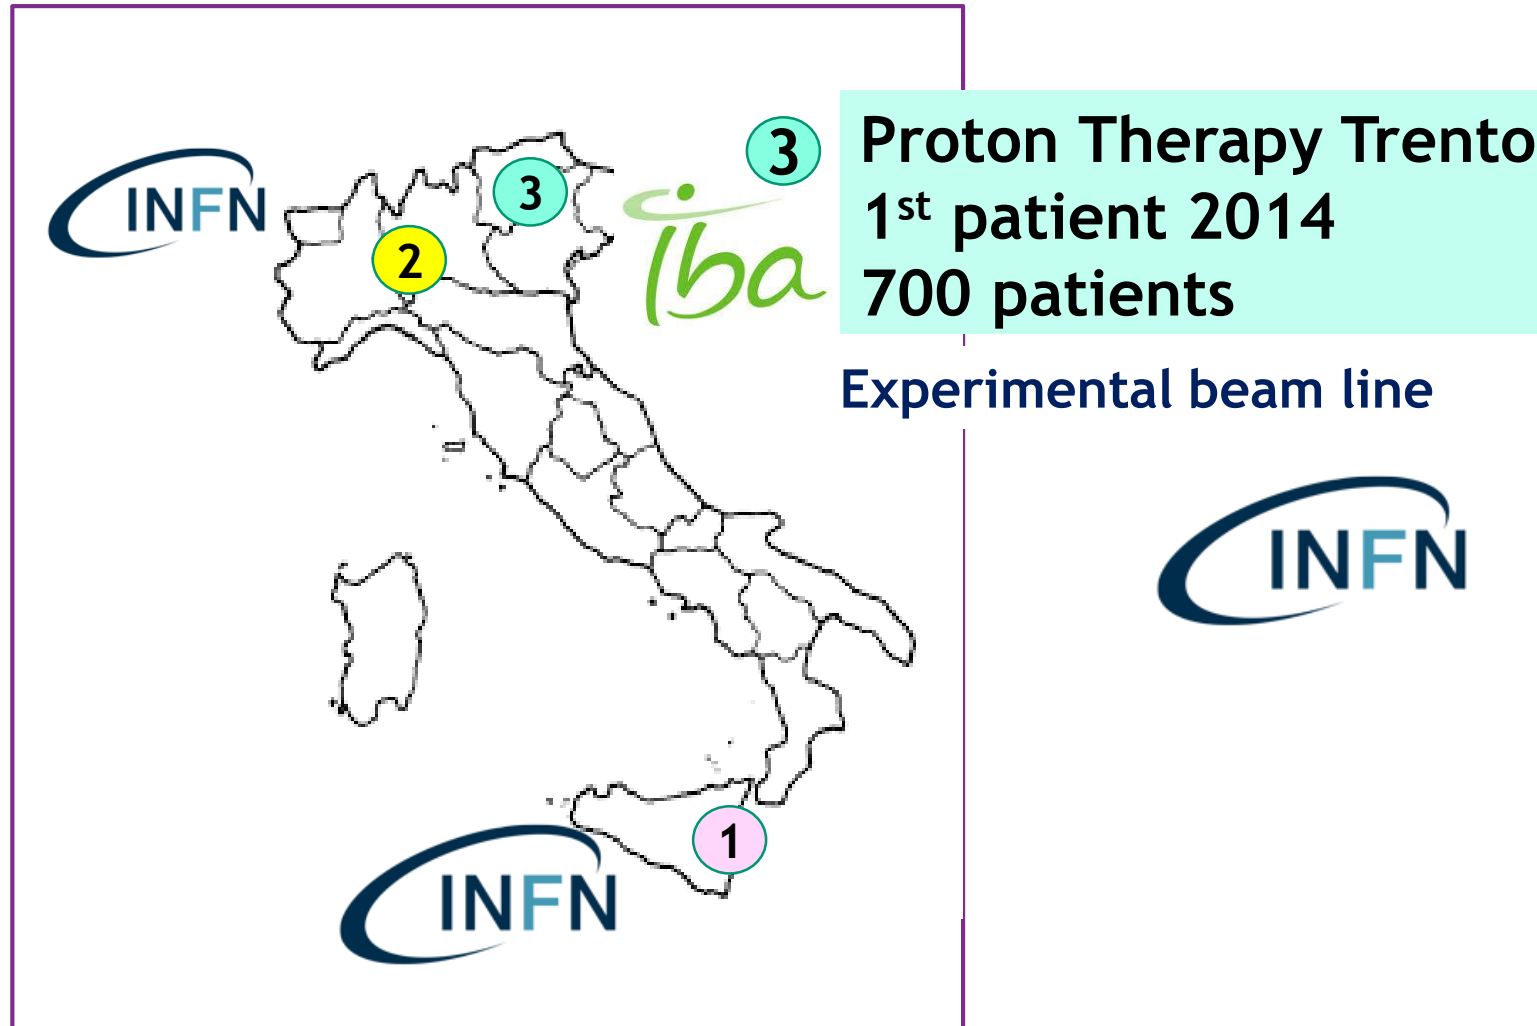 3
Proton Therapy Trento
1st patient 2014
700 patients
INFN
3
iba
2
Experimental beam line
INFN
1
INFN